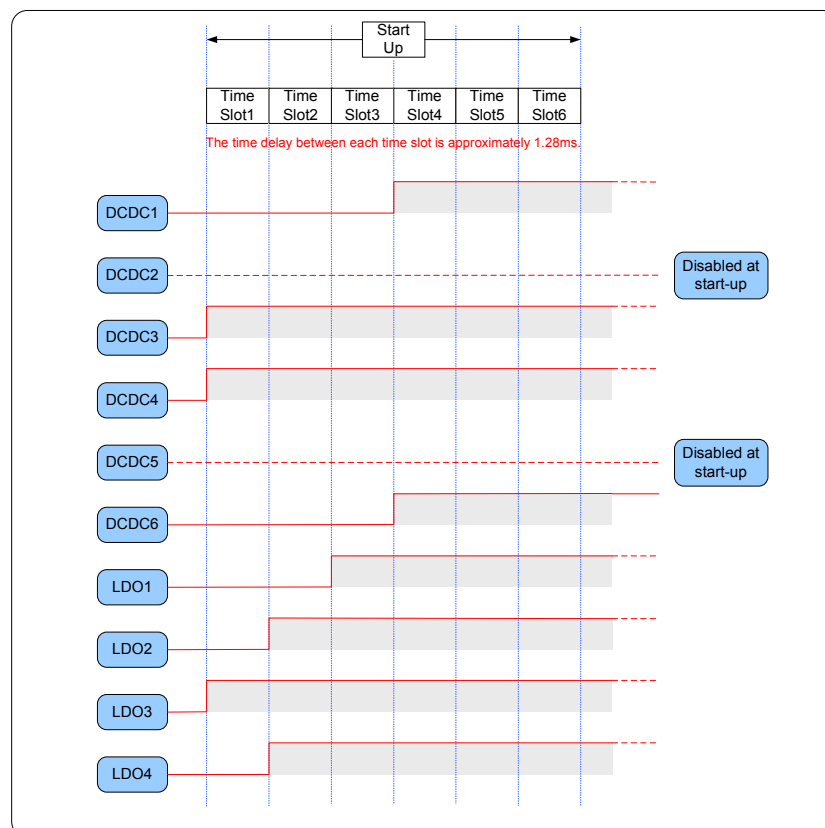 Start
Up
Time
Slot1
Time
Slot2
Time
Slot3
Time
Slot4
Time
Slot5
Time
Slot6
The time delay between each time slot is approximately 1.28ms.
DCDC1
DCDC2
Disabled at
start-up
DCDC3
DCDC4
DCDC5
Disabled at
start-up
DCDC6
LDO1
LDO2
LDO3
LDO4